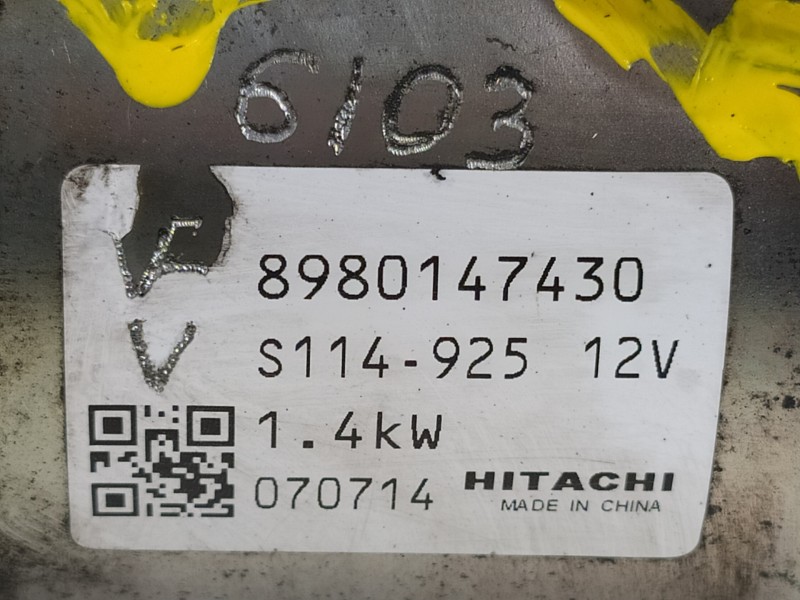 6103
8980147430
S114-925 12V
V
1.4kW
070714 HITACHI
MADE IN CHINA